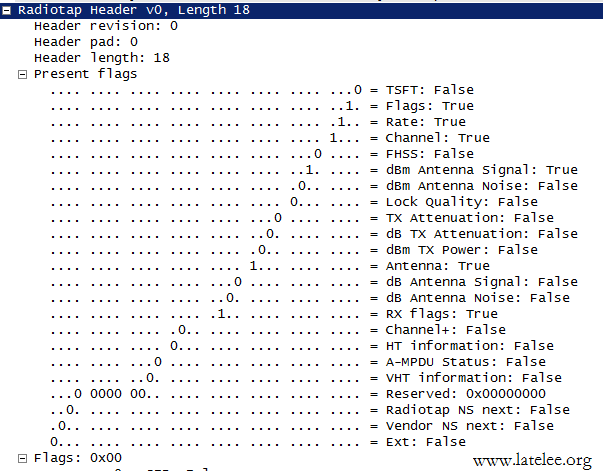 Radiotap Header v0, Length 18
Header revision: 0
Header pad: 0
Header length: 18
Present flags
.... .... .... .... .... .... .... ...0 = TSFT: False
.... .... .... .... .... .... .... ..1. = Flags: True
.... .... .... .... .... .... .... .1.. = Rate: True
.... .... .... .... .... .... .... 1... = Channel: True
.... .... .... .... .... .... ...0 .... = FHSS: False
.... .... .... .... .... .... ..1. .... = dBm Antenna Signal: True
.... .... .... .... .... .... .0.. .... = dBm Antenna Noise: False
.... .... .... .... .... .... 0... .... = Lock Quality: False
.... .... .... .... .... ...0 .... .... = TX Attenuation: False
.... .... .... .... .... ..0. .... .... = dB TX Attenuation: False
.... .... .... .... .... .0.. .... .... = dBm TX Power: False
.... .... .... .... .... 1... .... .... = Antenna: True
.... .... .... .... ...0 .... .... .... = dB Antenna Signal: False
.... .... .... .... ..0. .... .... .... = dB Antenna Noise: False
.... .... .... .... .1.. .... .... .... = RX flags: True
.... .... .... .0.. .... .... .... .... = Channel+: False
.... .... .... 0... .... .... .... .... = HT information: False
.... .... ...0 .... .... .... .... .... = A-MPDU Status: False
.... .... ..0. .... .... .... .... .... = VHT information: False
...0 0000 00.. .... .... .... .... .... = Reserved: 0x00000000
..0. .... .... .... .... .... .... .... = Radiotap NS next: False
.0.. .... .... .... .... .... .... .... = Vendor NS next: False
0... .... .... .... .... .... .... .... = Ext: False
Flags: 0x00
www.latelee.org